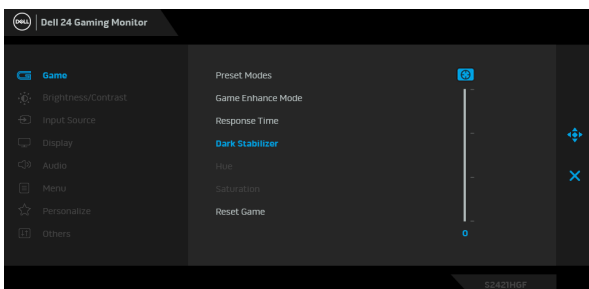 DELL
Dell 24 Gaming Monitor
Game
Brightness/Contrast
Input Source
Display
Audio
Menu
Personalize
Others
Preset Modes
Game Enhance Mode
Response Time
Dark Stabilizer
Hue
Saturation
Reset Game
0
S2421HGF